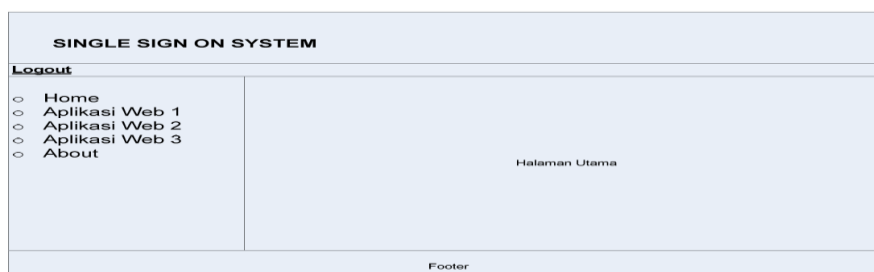 SINGLE SIGN ON SYSTEM
Logout
Home
Aplikasi Web 1
Aplikasi Web 2
Aplikasi Web 3
About
Halaman Utama
Footer